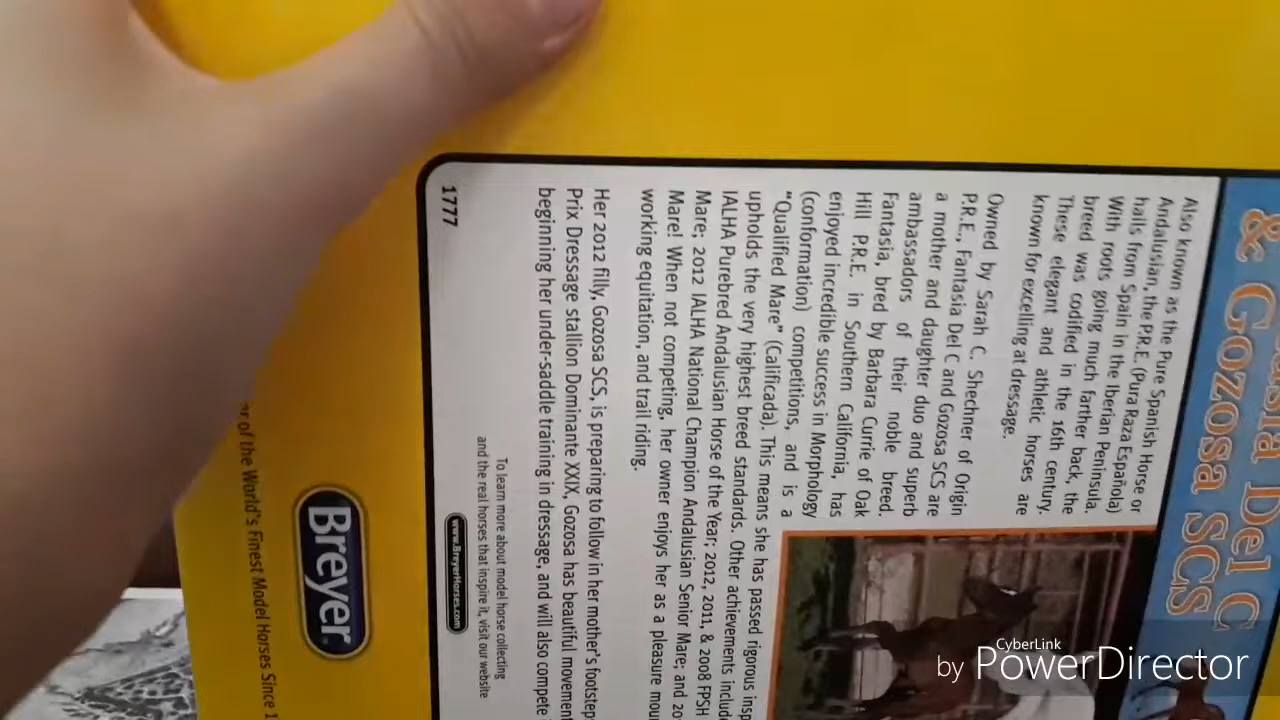 Del C
& Gozosa SCS
Also known as the Pure Spanish Horse or
Andalusian, the P.R.E. (Pura Raza Española)
hails from Spain in the Iberian Peninsula.
With roots going much farther back, the
breed was codified in the 16th century.
These elegant and athletic horses are
known for excelling at dressage.
Owned by Sarah C. Shechner of Origin
P.R.E., Fantasia Del C and Gozosa SCS are
a mother and daughter duo and superb
ambassadors of their noble breed.
Fantasia, bred by Barbara Currie of Oak
Hill P.R.E. in Southern California, has
enjoyed incredible success in Morphology
(conformation) competitions, and is a
"Qualified Mare" (Calificada). This means she has passed rigorous insp
upholds the very highest breed standards. Other achievements includ
IALHA Purebred Andalusian Horse of the Year; 2012, 2011, & 2008 FPSH
Mare; 2012 IALHA National Champion Andalusian Senior Mare; and 20
Mare! When not competing, her owner enjoys her as a pleasure mou
working equitation, and trail riding.
Her 2012 filly, Gozosa SCS, is preparing to follow in her mother's footsteps
Prix Dressage stallion Dominante XXIX, Gozosa has beautiful movement
beginning her under-saddle training in dressage, and will also compete
To learn more about model horse collecting
and the real horses that inspire it, visit our website
www.BreyerHorses.com
1777
Breyer
of the World's Finest Model Horses Since 1
CyberLink
by PowerDirector